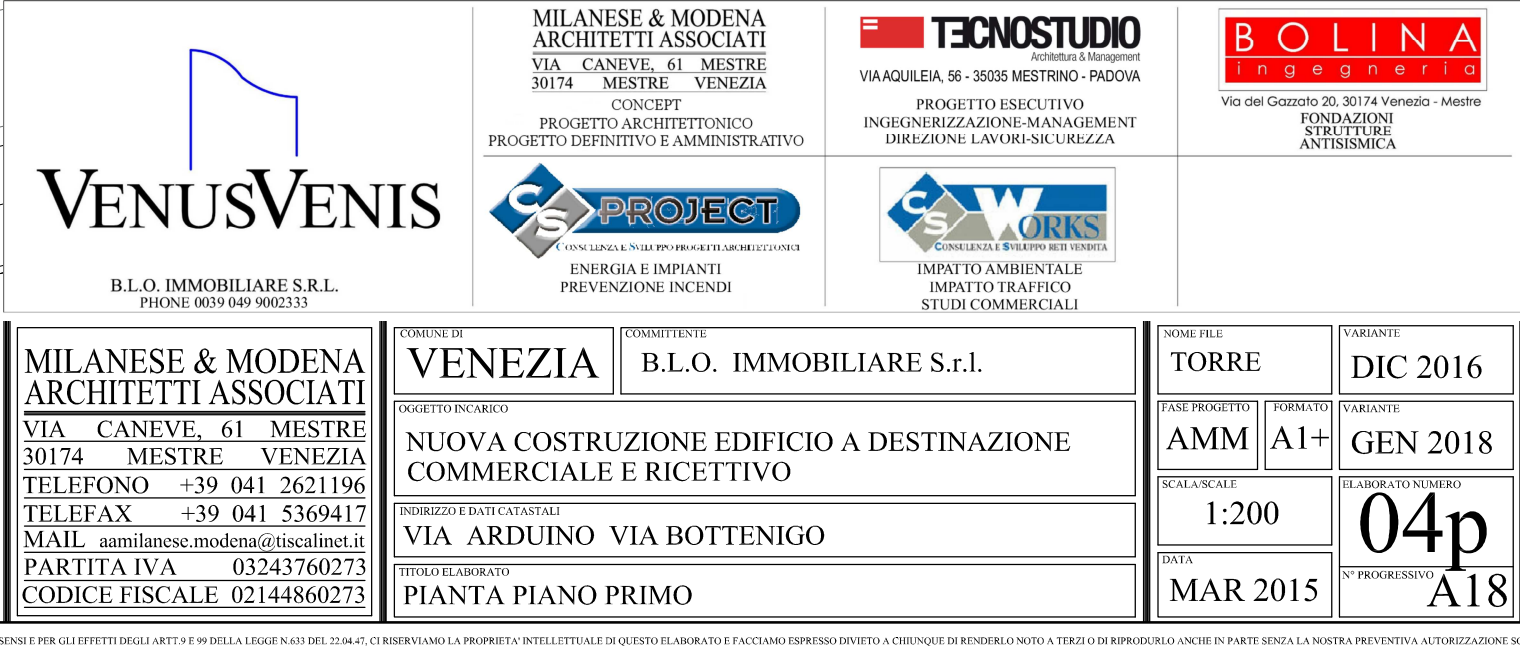 VENUSVENIS
B.L.O. IMMOBILIARE S.R.L.
PHONE 0039 049 9002333
MILANESE & MODENA
ARCHITETTI ASSOCIATI
VIA CANEVE, 61 MESTRE
30174 MESTRE VENEZIA
CONCEPT
PROGETTO ARCHITETTONICO
PROGETTO DEFINITIVO E AMMINISTRATIVO
TECNOSTUDIO
Architettura & Management
VIA AQUILEIA, 56 - 35035 MESTRINO - PADOVA
PROGETTO ESECUTIVO
INGEGNERIZZAZIONE-MANAGEMENT
DIREZIONE LAVORI-SICUREZZA
BOLINA
ingegneria
Via del Gazzato 20, 30174 Venezia - Mestre
FONDAZIONI
STRUTTURE
ANTISISMICA
CS PROJECT
CONSULENZA E SVILUPPO PROGETTI ARCHITETTONICI
ENERGIA E IMPIANTI
PREVENZIONE INCENDI
CS WORKS
CONSULENZA E SVILUPPO RETI VENDITA
IMPATTO AMBIENTALE
IMPATTO TRAFFICO
STUDI COMMERCIALI
MILANESE & MODENA
ARCHITETTI ASSOCIATI
VIA CANEVE, 61 MESTRE
30174 MESTRE VENEZIA
TELEFONO +39 041 2621196
TELEFAX +39 041 5369417
MAIL aamilanese.modena@tiscalinet.it
PARTITA IVA 03243760273
CODICE FISCALE 02144860273
COMUNE DI
VENEZIA
COMMITTENTE
B.L.O. IMMOBILIARE S.r.l.
OGGETTO INCARICO
NUOVA COSTRUZIONE EDIFICIO A DESTINAZIONE
COMMERCIALE E RICETTIVO
INDIRIZZO E DATI CATASTALI
VIA ARDUINO VIA BOTTENIGO
TITOLO ELABORATO
PIANTA PIANO PRIMO
NOME FILE
TORRE
VARIANTE
DIC 2016
FASE PROGETTO
AMM
FORMATO
A1+
VARIANTE
GEN 2018
SCALA/SCALE
1:200
ELABORATO NUMERO
04p
DATA
MAR 2015
N° PROGRESSIVO
A18
SENSI E PER GLI EFFETTI DEGLI ARTT.9 E 99 DELLA LEGGE N.633 DEL 22.04.47, CI RISERVIAMO LA PROPRIETA' INTELLETTUALE DI QUESTO ELABORATO E FACCIAMO ESPRESSO DIVIETO A CHIUNQUE DI RENDERLO NOTO A TERZI O DI RIPRODURLO ANCHE IN PARTE SENZA LA NOSTRA PREVENTIVA AUTORIZZAZIONE